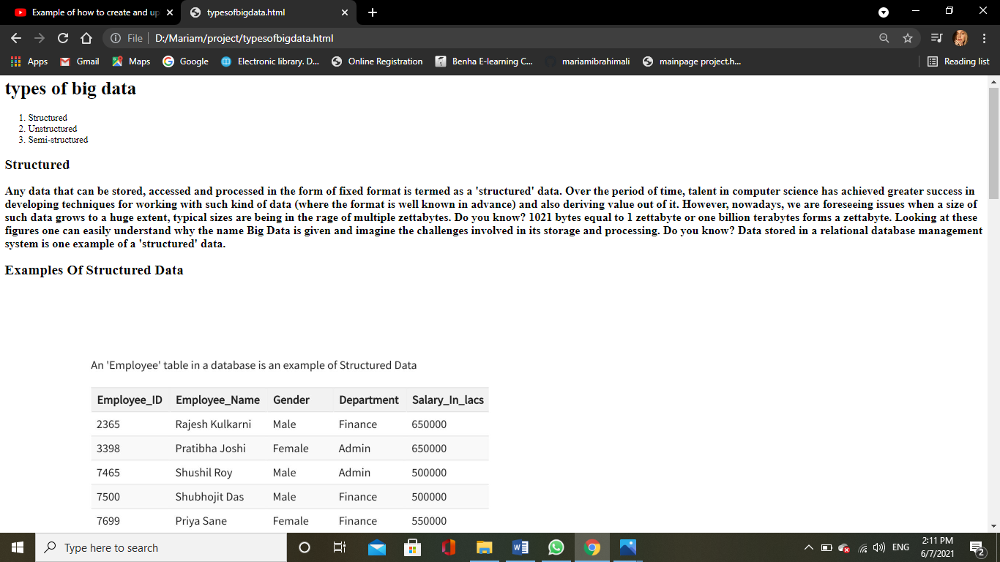 Example of how to create and up
typesofbigdata.html
File
D:/Mariam/project/typesofbigdata.html
Apps
Gmail
Maps
Google
Electronic library. D...
Online Registration
Benha E-learning C...
mariamibrahimali
mainpage project.h...
Reading list
types of big data
1. Structured
2. Unstructured
3. Semi-structured
Structured
Any data that can be stored, accessed and processed in the form of fixed format is termed as a 'structured' data. Over the period of time, talent in computer science has achieved greater success in
developing techniques for working with such kind of data (where the format is well known in advance) and also deriving value out of it. However, nowadays, we are foreseeing issues when a size of
such data grows to a huge extent, typical sizes are being in the rage of multiple zettabytes. Do you know? 1021 bytes equal to 1 zettabyte or one billion terabytes forms a zettabyte. Looking at these
figures one can easily understand why the name Big Data is given and imagine the challenges involved in its storage and processing. Do you know? Data stored in a relational database management
system is one example of a 'structured' data.
Examples Of Structured Data
An 'Employee' table in a database is an example of Structured Data
Employee_ID Employee_Name Gender Department Salary_In_lacs
2365 Rajesh Kulkarni Male Finance 650000
3398 Pratibha Joshi Female Admin 650000
7465 Shushil Roy Male Admin 500000
7500 Shubhojit Das Male Finance 500000
7699 Priya Sane Female Finance 550000
Type here to search
ENG
2:11 PM
6/7/2021
2